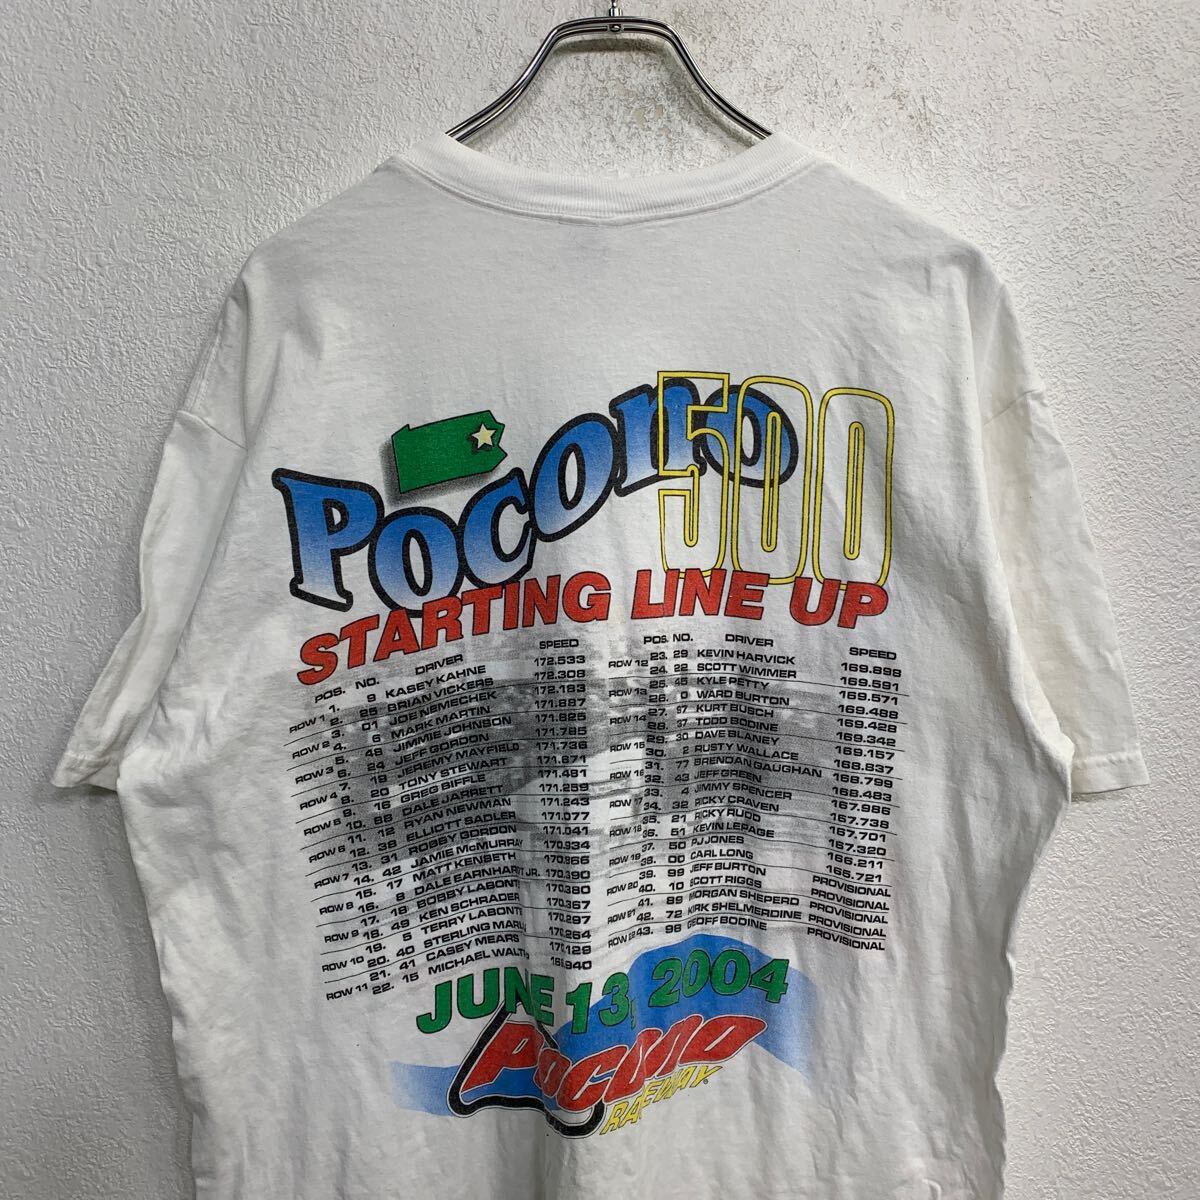 Pocono 500
STARTING LINE UP
POS. NO. DRIVER SPEED
ROW 1 1. 9 KASEY KAHNE 172.533
2. 25 BRIAN VICKERS 172.308
ROW 2 3. 01 JOE NEMECHEK 172.183
4. 6 MARK MARTIN 171.887
ROW 3 5. 48 JIMMIE JOHNSON 171.825
6. 24 JEFF GORDON 171.785
ROW 4 7. 19 JEREMY MAYFIELD 171.736
8. 20 TONY STEWART 171.671
ROW 5 9. 16 GREG BIFFLE 171.491
10. 88 DALE JARRETT 171.259
ROW 6 11. 12 RYAN NEWMAN 171.243
12. 38 ELLIOTT SADLER 171.077
ROW 7 13. 31 ROBBY GORDON 171.041
14. 42 JAMIE McMURRAY 170.934
ROW 8 15. 17 MATT KENSETH
16. 8 DALE EARNHARDT JR. 170.390
ROW 9 17. 18 BOBBY LABONTE 170.380
18. 49 KEN SCHRADER 170.367
ROW 10 19. 5 TERRY LABONTE 170.297
20. 40 STERLING MARLIN 170.264
ROW 11 21. 41 CASEY MEARS 170.129
22. 15 MICHAEL WALTRIP 169.940
POS. NO. DRIVER SPEED
ROW 12 23. 29 KEVIN HARVICK 169.898
24. 22 SCOTT WIMMER 169.591
ROW 13 25. 45 KYLE PETTY 169.571
26. 0 WARD BURTON 169.488
ROW 14 27. 97 KURT BUSCH 169.428
28. 37 TODD BODINE 169.342
ROW 15 29. 30 DAVE BLANEY 169.157
30. 2 RUSTY WALLACE 168.837
ROW 16 31. 77 BRENDAN GAUGHAN 168.799
32. 43 JEFF GREEN 168.483
ROW 17 33. 4 JIMMY SPENCER 167.986
34. 32 RICKY CRAVEN 167.738
ROW 18 35. 21 RICKY RUDD 167.701
36. 51 KEVIN LEPAGE 167.320
ROW 19 37. 50 PJ JONES 166.211
38. 00 CARL LONG 165.721
ROW 20 39. 99 JEFF BURTON PROVISIONAL
40. 10 SCOTT RIGGS PROVISIONAL
ROW 21 41. 89 MORGAN SHEPERD PROVISIONAL
42. 72 KIRK SHELMERDINE PROVISIONAL
ROW 22 43. 98 GEOFF BODINE PROVISIONAL
JUNE 13, 2004
POCONO
RACEWAY